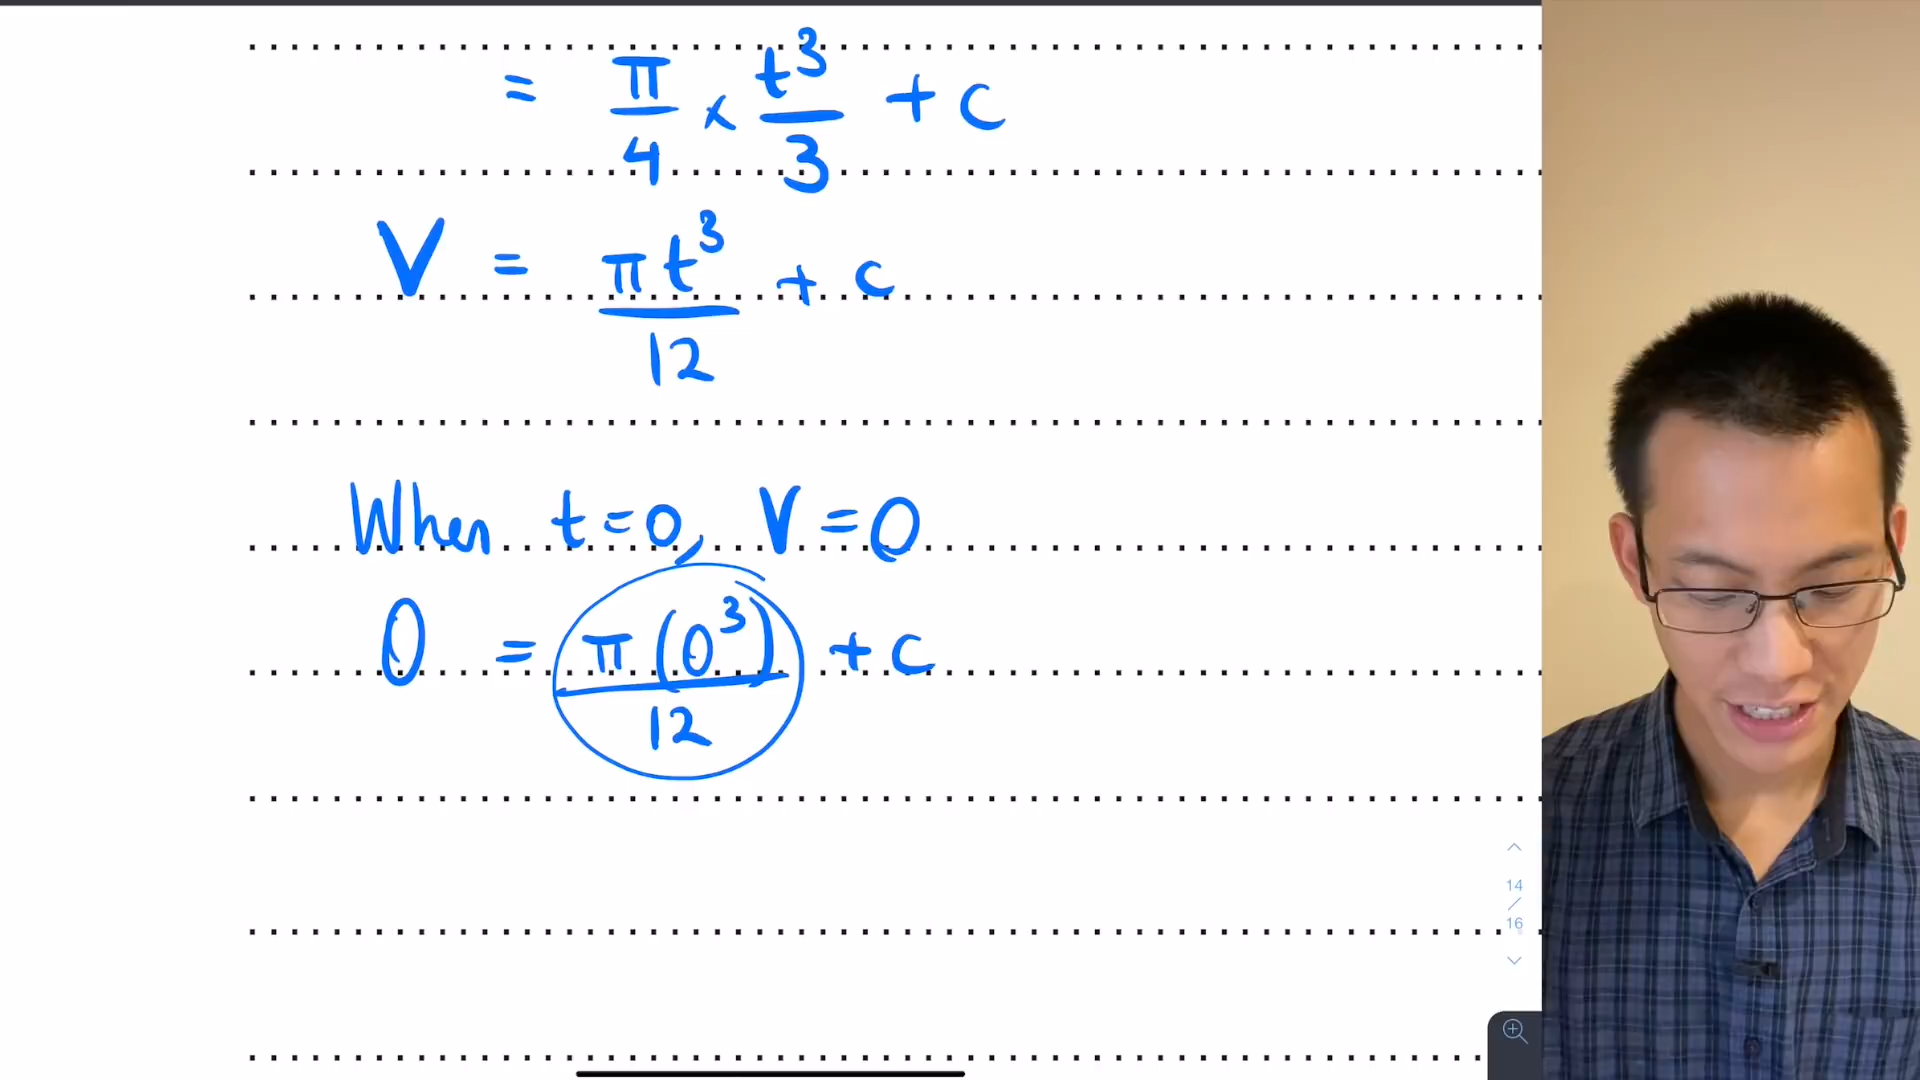 = π/4 × t³/3 + c
V = πt³/12 + c
When t=0, V=0
0 = π(0³)/12 + c
14
/
16